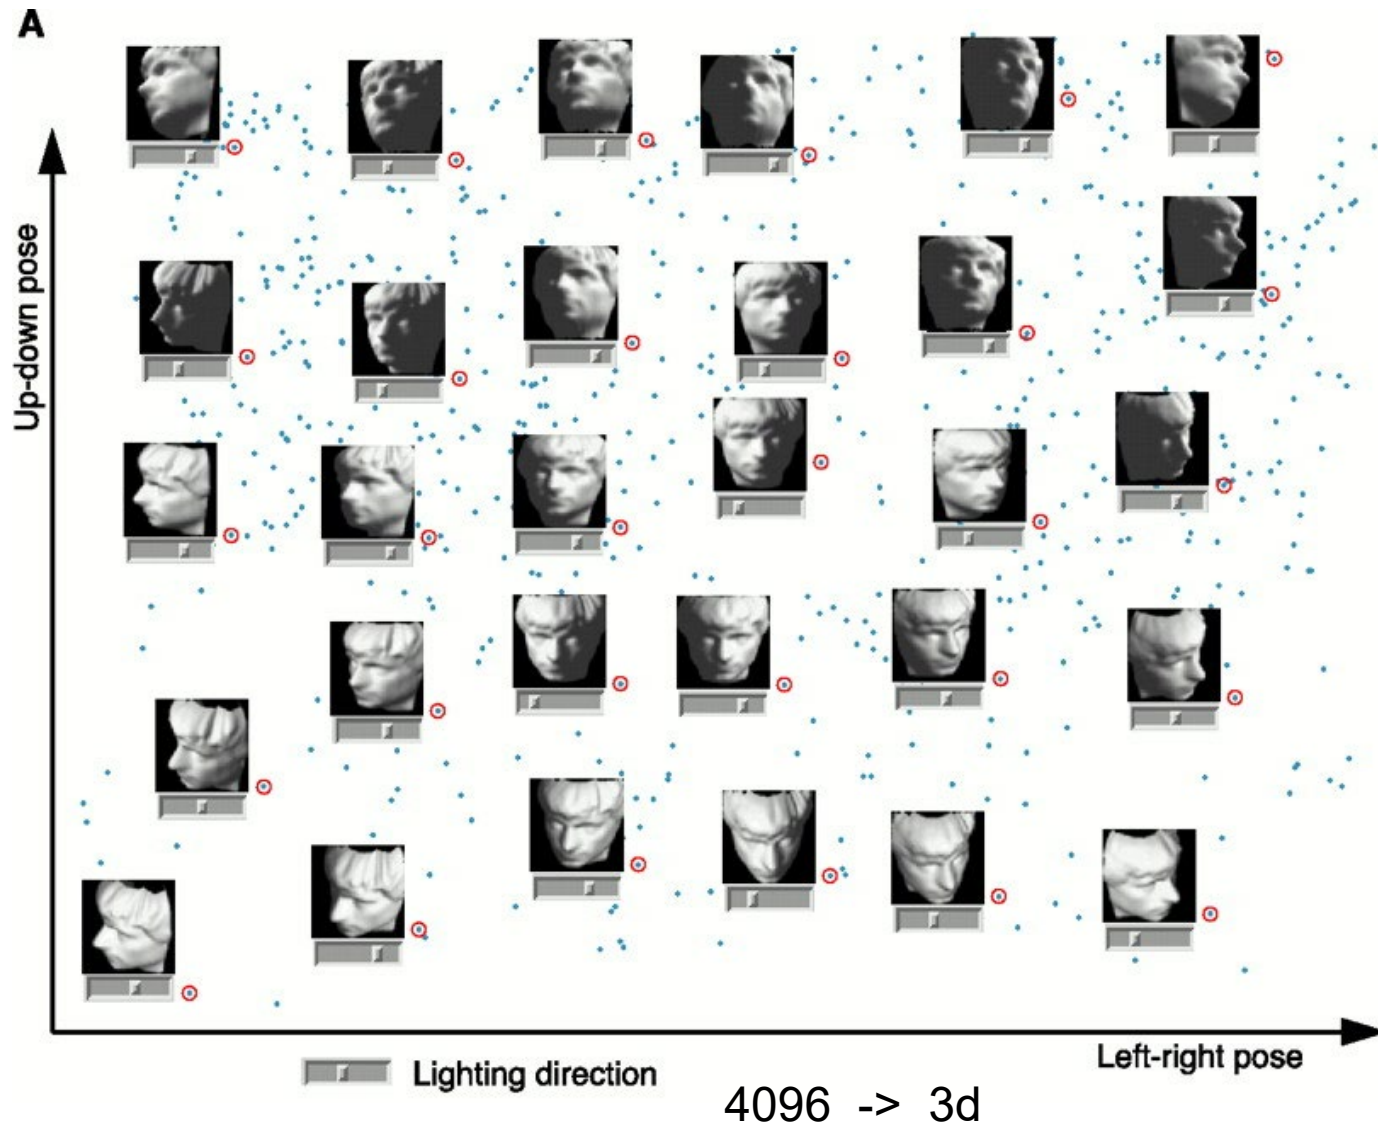 A
Up-down pose
Left-right pose
Lighting direction
4096 -> 3d